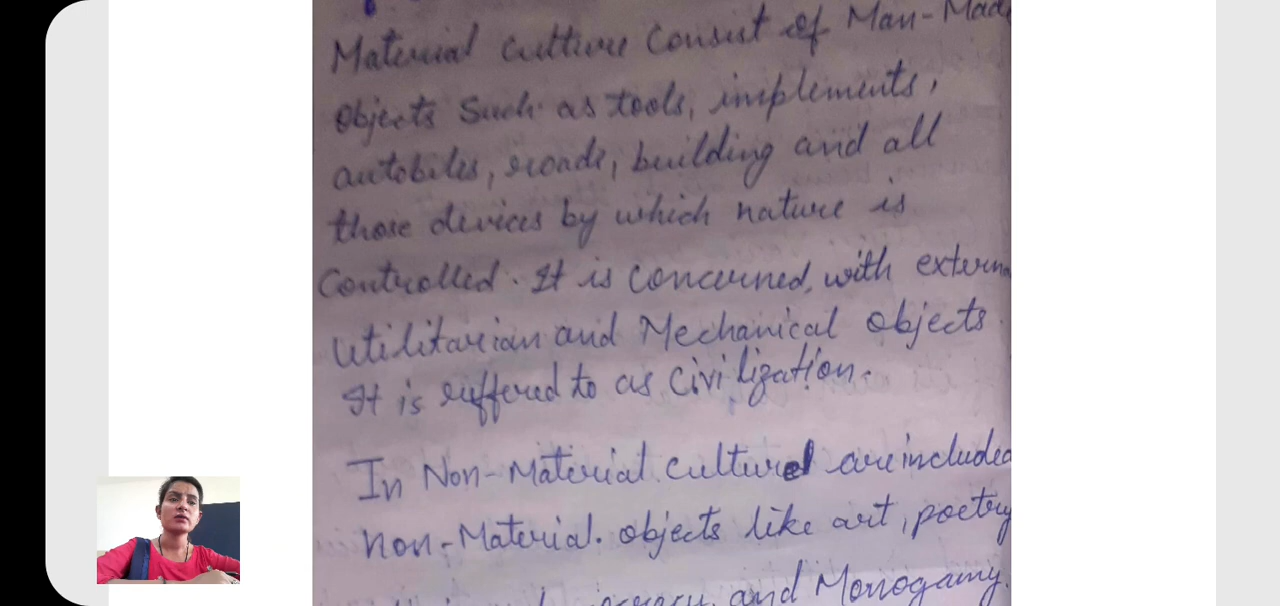 Material culture Consist of Man-Made
objects Such as tools, implements,
autobiles, roads, building and all
those devices by which nature is
Controlled. It is concerned, with extern
utilitarian and Mechanical objects
It is reffered to as Civilization.
In Non-Material culture are included
non-Material. objects like art, poetry
and Monogamy.